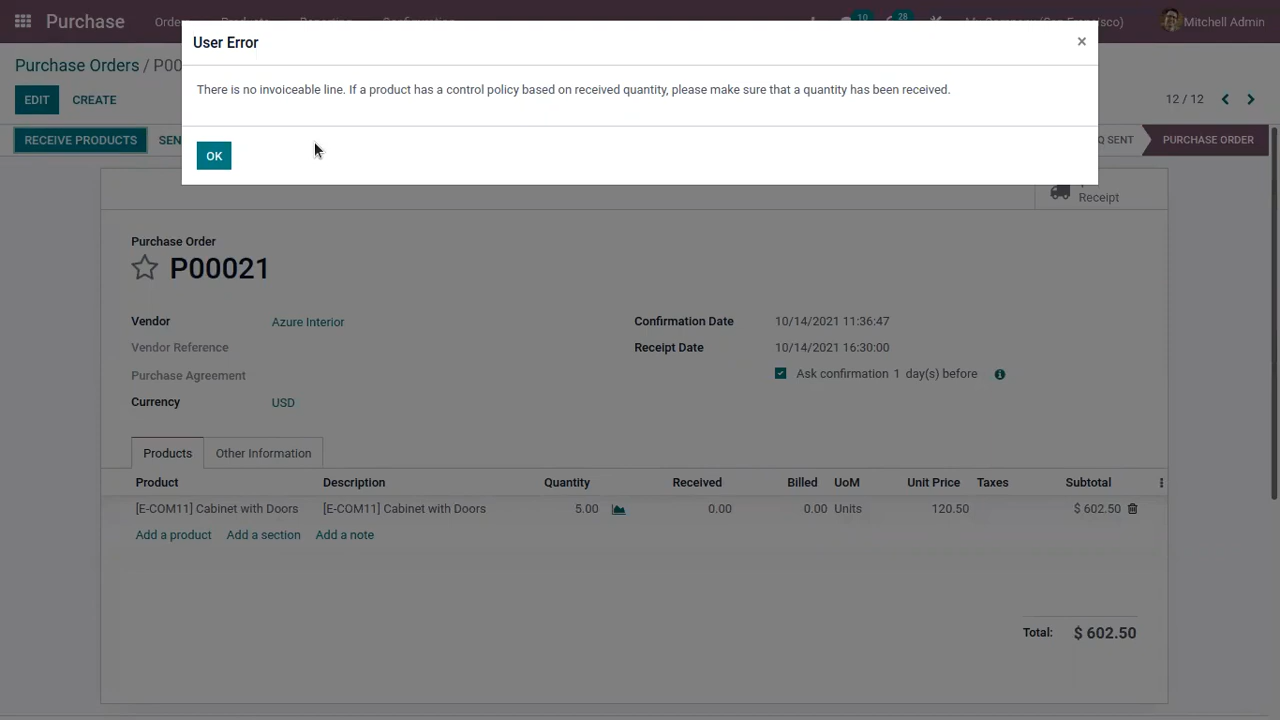 Purchase
Mitchell Admin
User Error
×
There is no invoiceable line. If a product has a control policy based on received quantity, please make sure that a quantity has been received.
OK
Purchase Orders / P00
EDIT CREATE
12 / 12
RECEIVE PRODUCTS
SENT
PURCHASE ORDER
Receipt
Purchase Order
P00021
Vendor Azure Interior
Vendor Reference
Purchase Agreement
Currency USD
Confirmation Date 10/14/2021 11:36:47
Receipt Date 10/14/2021 16:30:00
Ask confirmation 1 day(s) before
Products Other Information
Product Description Quantity Received Billed UoM Unit Price Taxes Subtotal
[E-COM11] Cabinet with Doors [E-COM11] Cabinet with Doors 5.00 0.00 0.00 Units 120.50 $ 602.50
Add a product Add a section Add a note
Total: $ 602.50